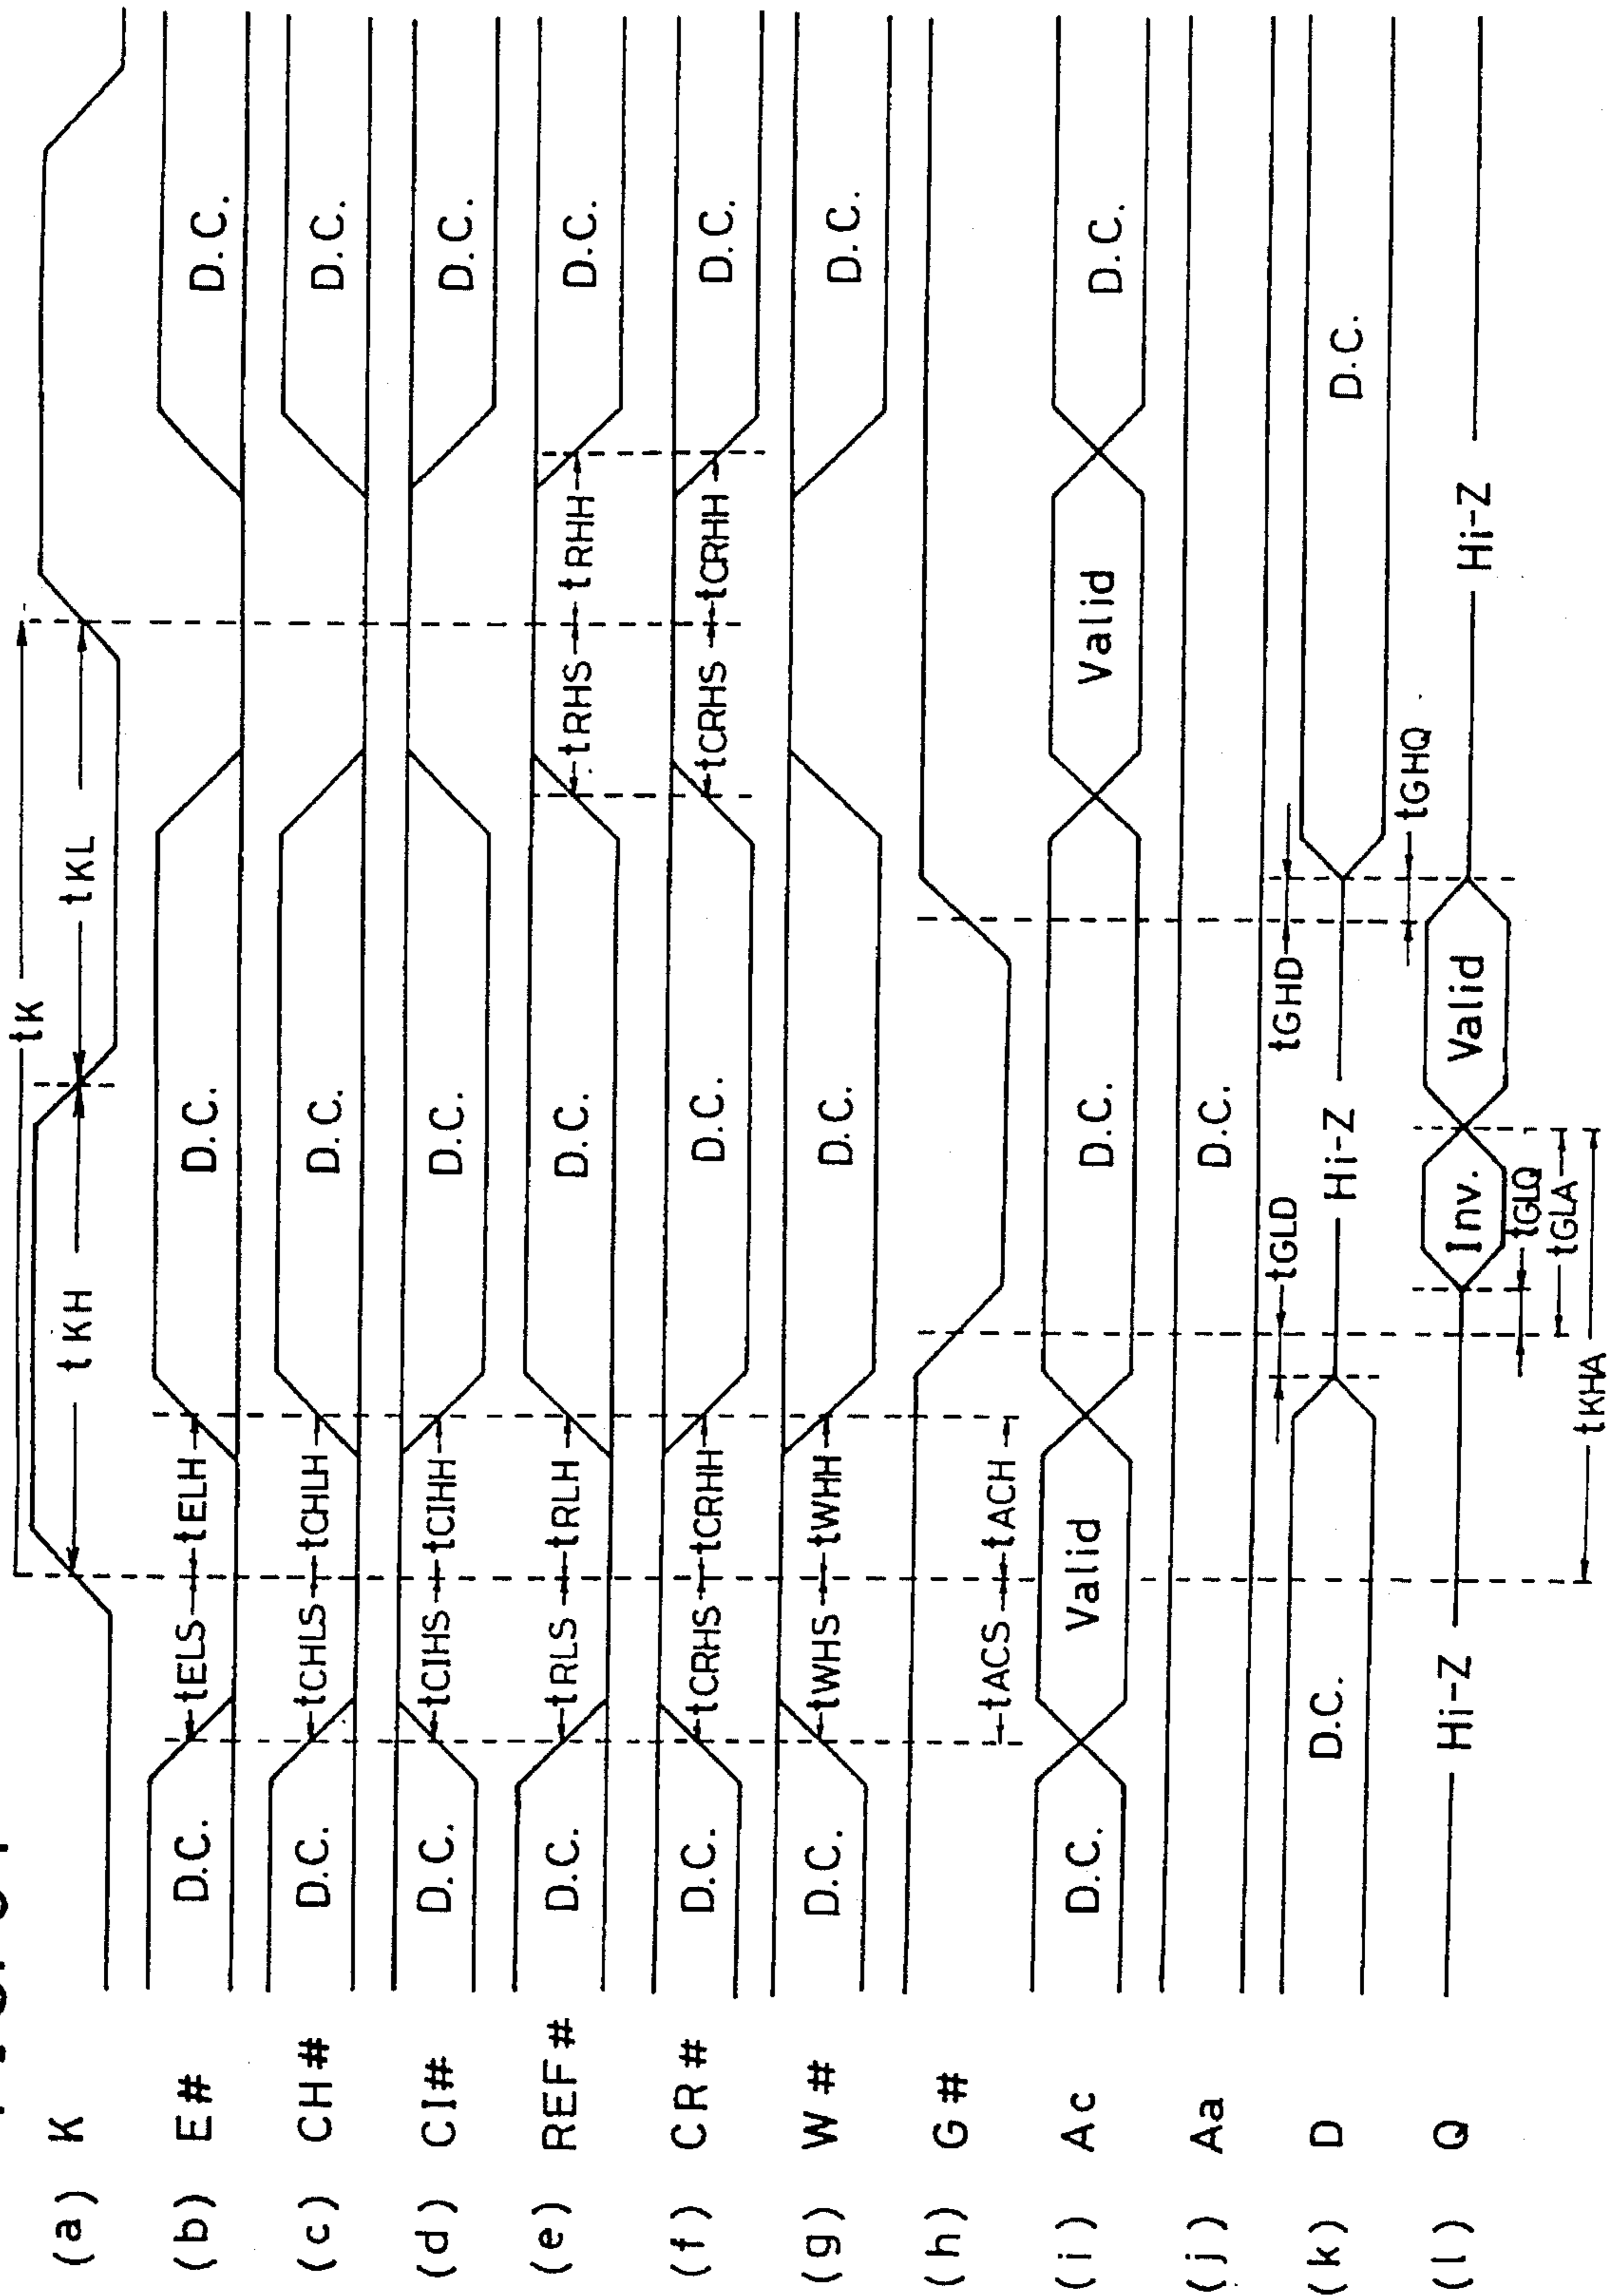 tK
(a) K tKH tKL
(b) E# D.C. tELS tELH D.C. D.C.
(c) CH# D.C. tCHLS tCHLH D.C. D.C.
(d) CI# D.C. tCIHS tCIHH D.C. D.C.
(e) REF# D.C. tRLS tRLH D.C. tRHS tRHH D.C.
(f) CR# D.C. tCRHS tCRHH D.C. tCRHS tCRHH D.C.
(g) W# D.C. tWHS tWHH D.C. D.C.
(h) G#
tACS tACH
(i) Ac D.C. Valid D.C. Valid D.C.
(j) Aa D.C.
tGLD tGHD
(k) D D.C. Hi-Z D.C.
tGHQ
(l) Q Hi-Z Inv. Valid Hi-Z
tGLQ
tGLA
tKHA